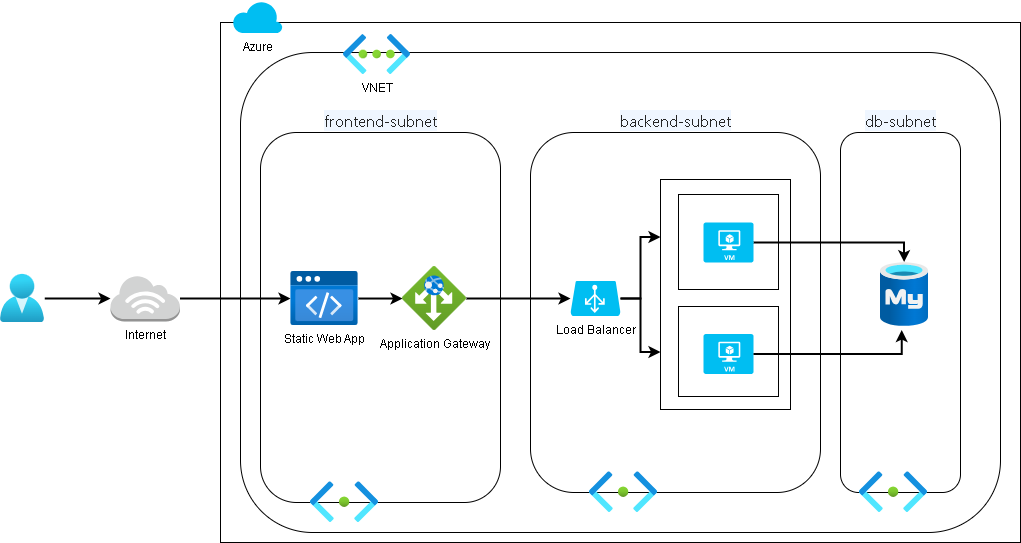 Azure
VNET
frontend-subnet
backend-subnet
db-subnet
VM
My
Internet
Static Web App
Application Gateway
Load Balancer
VM